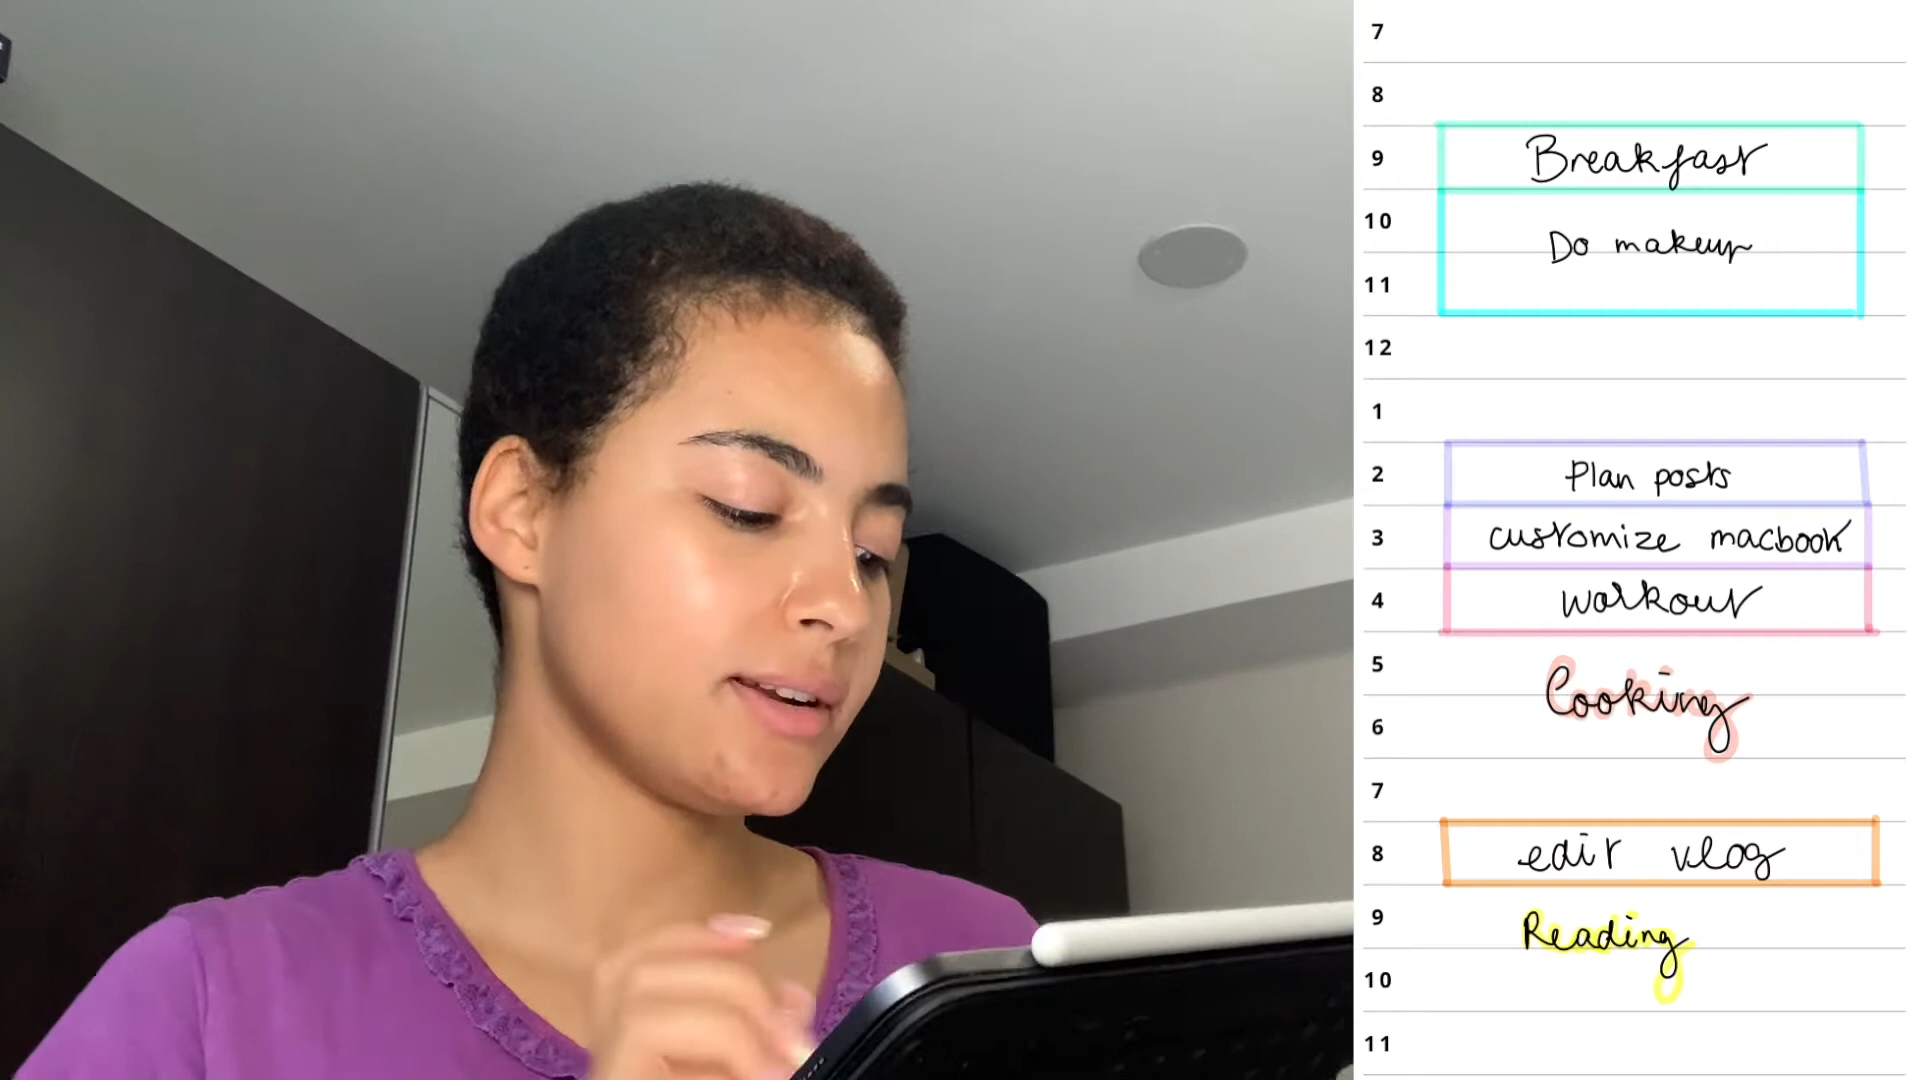 7
8
9 Breakfast
10
Do makeup
11
12
1
2 Plan posts
3 customize macbook
4 workout
5
Cooking
6
7
8 edit vlog
9 Reading
10
11